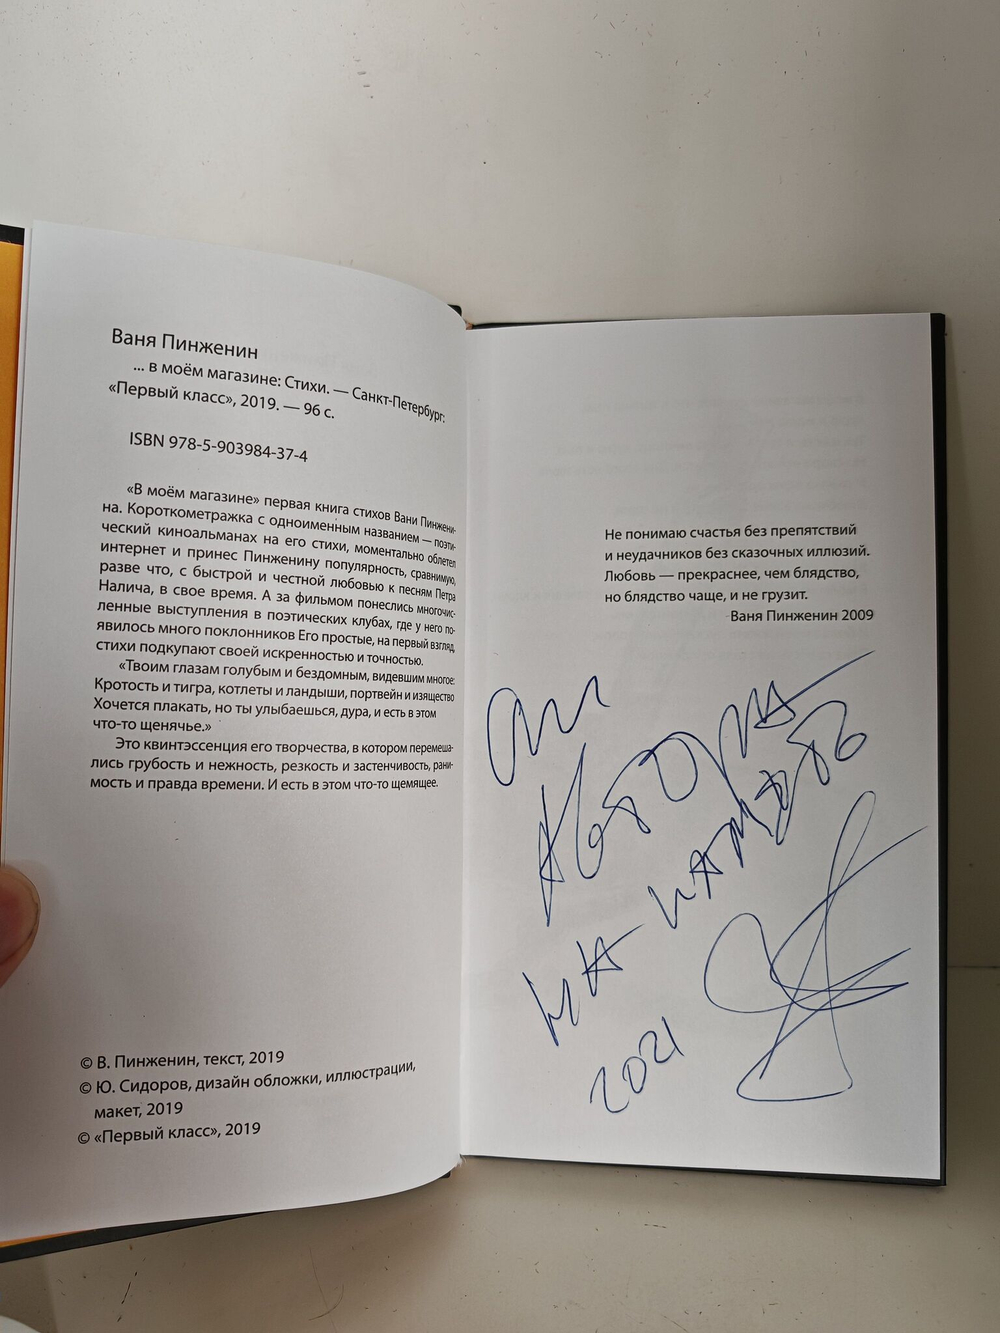 Ваня Пинженин
... в моём магазине: Стихи. — Санкт-Петербург:
«Первый класс», 2019. — 96 с.
ISBN 978-5-903984-37-4
«В моём магазине» первая книга стихов Вани Пинжени-
на. Короткометражка с одноименным названием — поэти-
ческий киноальманах на его стихи, моментально облетел
интернет и принес Пинженину популярность, сравнимую,
разве что, с быстрой и честной любовью к песням Петра
Налича, в свое время. А за фильмом понеслись многочис-
ленные выступления в поэтических клубах, где у него по-
явилось много поклонников Его простые, на первый взгляд,
стихи подкупают своей искренностью и точностью.
«Твоим глазам голубым и бездомным, видевшим многое:
Кротость и тигра, котлеты и ландыши, портвейн и изящество
Хочется плакать, но ты улыбаешься, дура, и есть в этом
что-то щенячье.»
Это квинтэссенция его творчества, в котором перемеша-
лись грубость и нежность, резкость и застенчивость, рани-
мость и правда времени. И есть в этом что-то щемящее.
© В. Пинженин, текст, 2019
© Ю. Сидоров, дизайн обложки, иллюстрации,
макет, 2019
© «Первый класс», 2019
Не понимаю счастья без препятствий
и неудачников без сказочных иллюзий.
Любовь — прекраснее, чем блядство,
но блядство чаще, и не грузит.
Ваня Пинженин 2009
От
Автора
на память
2021